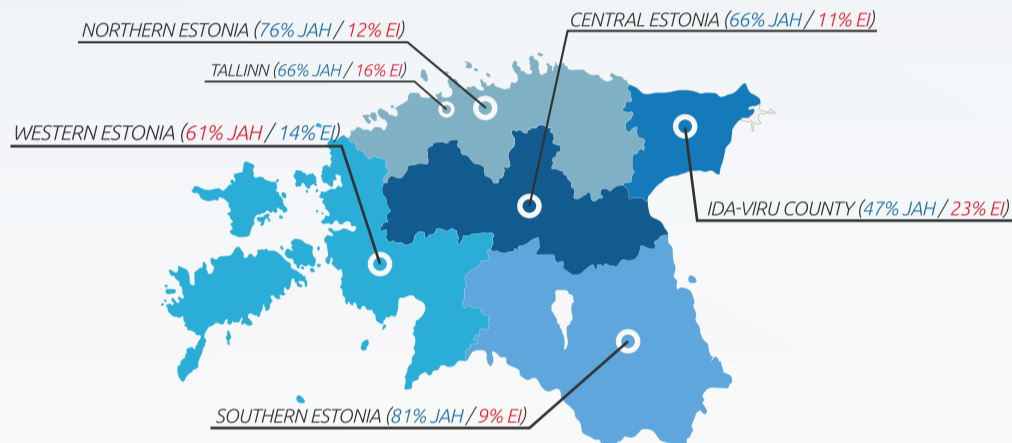 NORTHERN ESTONIA (76% JAH / 12% EI)
CENTRAL ESTONIA (66% JAH / 11% EI)
TALLINN (66% JAH / 16% EI)
WESTERN ESTONIA (61% JAH / 14% EI)
IDA-VIRU COUNTY (47% JAH / 23% EI)
SOUTHERN ESTONIA (81% JAH / 9% EI)